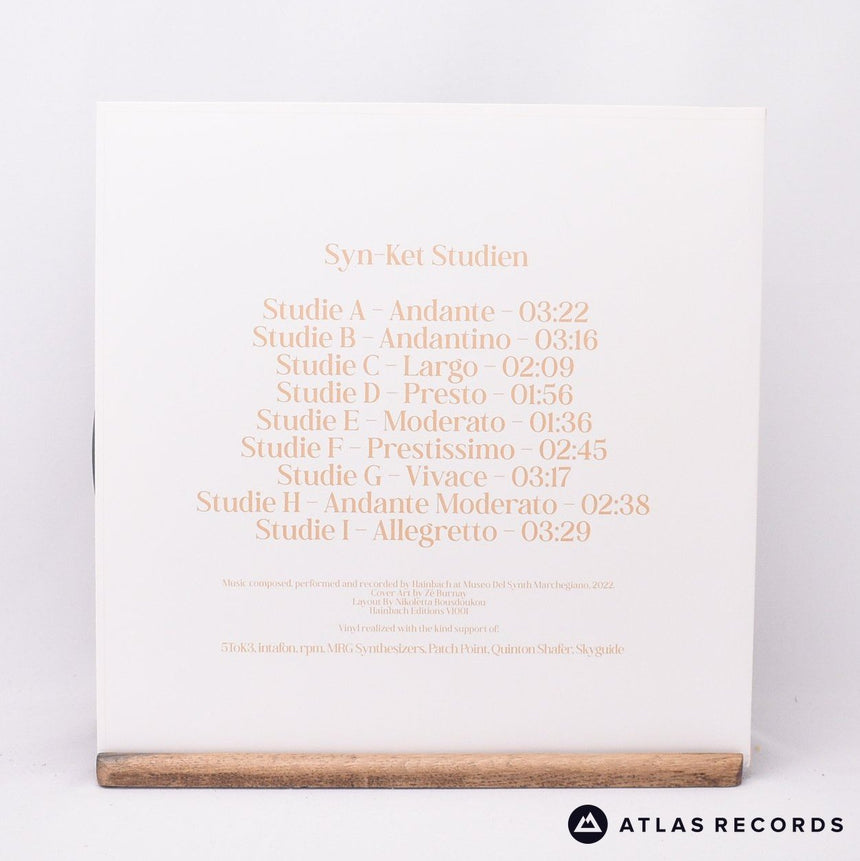 Syn-Ket Studien
Studie A - Andante - 03:22
Studie B - Andantino - 03:16
Studie C - Largo - 02:09
Studie D - Presto - 01:56
Studie E - Moderato - 01:36
Studie F - Prestissimo - 02:45
Studie G - Vivace - 03:17
Studie H - Andante Moderato - 02:38
Studie I - Allegretto - 03:29
Music composed, performed and recorded by Hainbach at Museo Del Synth Marchegiano, 2022.
Cover Art by Zé Burnay
Layout By Nikolétta Bousdoukou
Hainbach Editions V1001
Vinyl realized with the kind support of:
5ToK3, Intafon, rpm, MRG Synthesizers, Patch Point, Quinton Shafer, Skyguide
ATLAS RECORDS